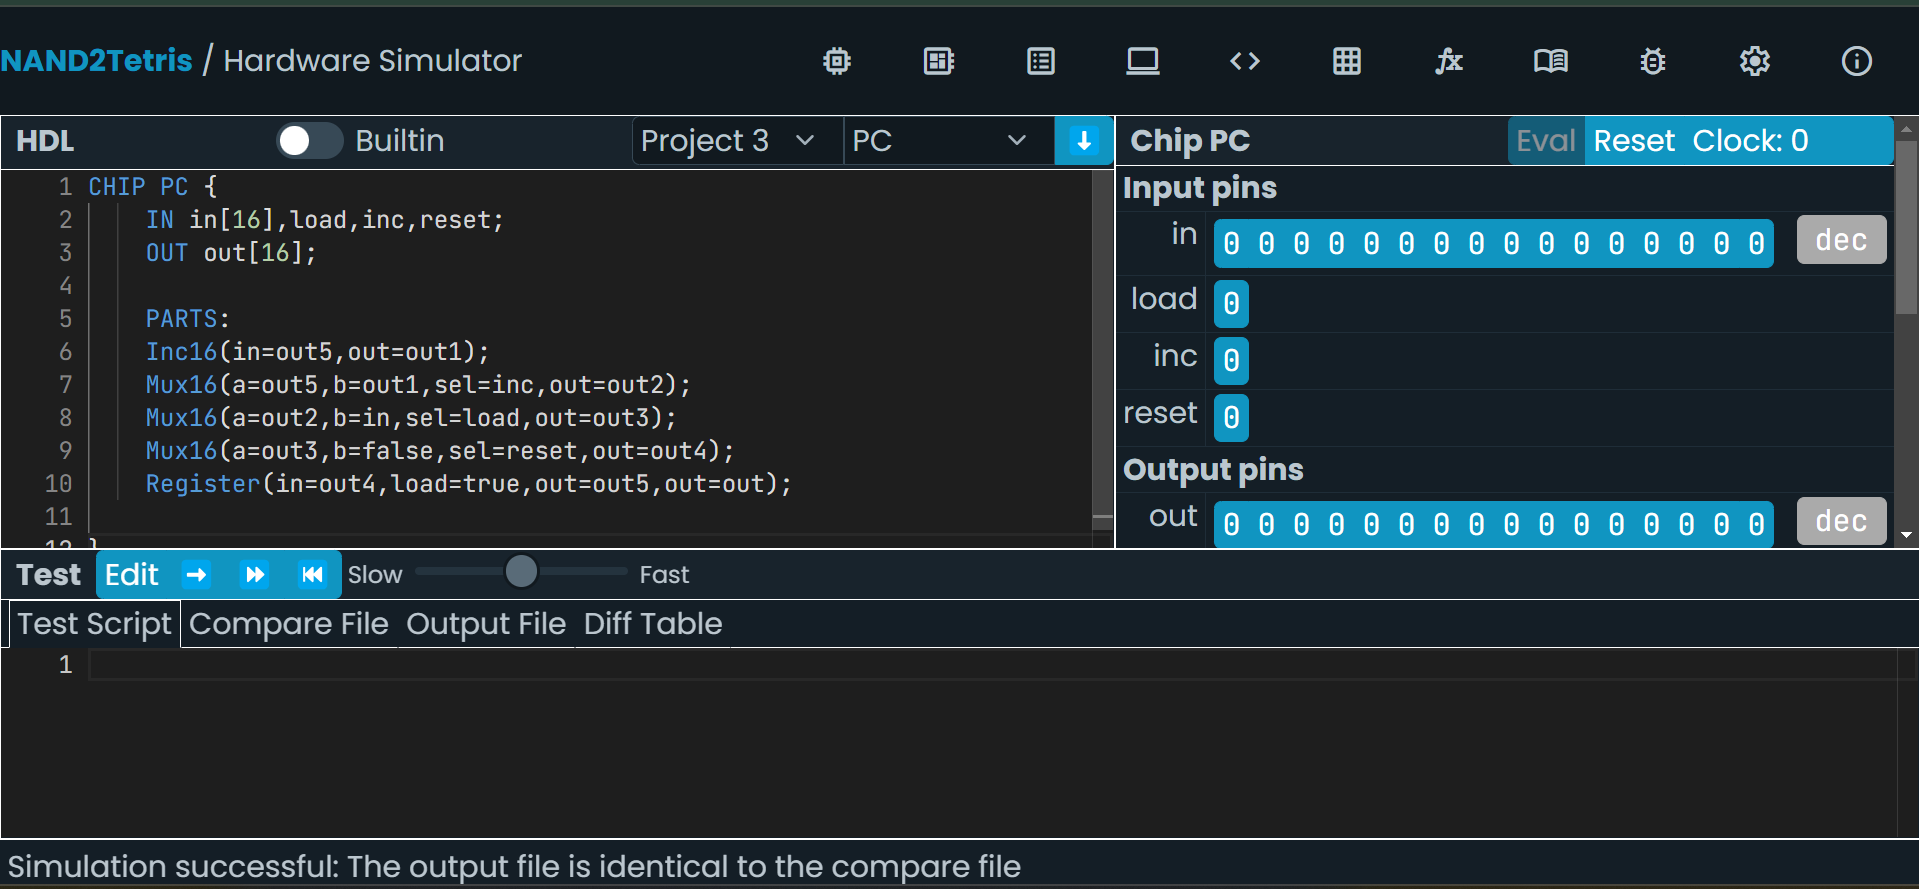 NAND2Tetris / Hardware Simulator
HDL Builtin Project 3 PC
1 CHIP PC {
2 IN in[16],load,inc,reset;
3 OUT out[16];
4
5 PARTS:
6 Inc16(in=out5,out=out1);
7 Mux16(a=out5,b=out1,sel=inc,out=out2);
8 Mux16(a=out2,b=in,sel=load,out=out3);
9 Mux16(a=out3,b=false,sel=reset,out=out4);
10 Register(in=out4,load=true,out=out5,out=out);
11
12 }
Chip PC Eval Reset Clock: 0
Input pins
in 0 0 0 0 0 0 0 0 0 0 0 0 0 0 0 0 dec
load 0
inc 0
reset 0
Output pins
out 0 0 0 0 0 0 0 0 0 0 0 0 0 0 0 0 dec
Test Edit Slow Fast
Test Script Compare File Output File Diff Table
1
Simulation successful: The output file is identical to the compare file